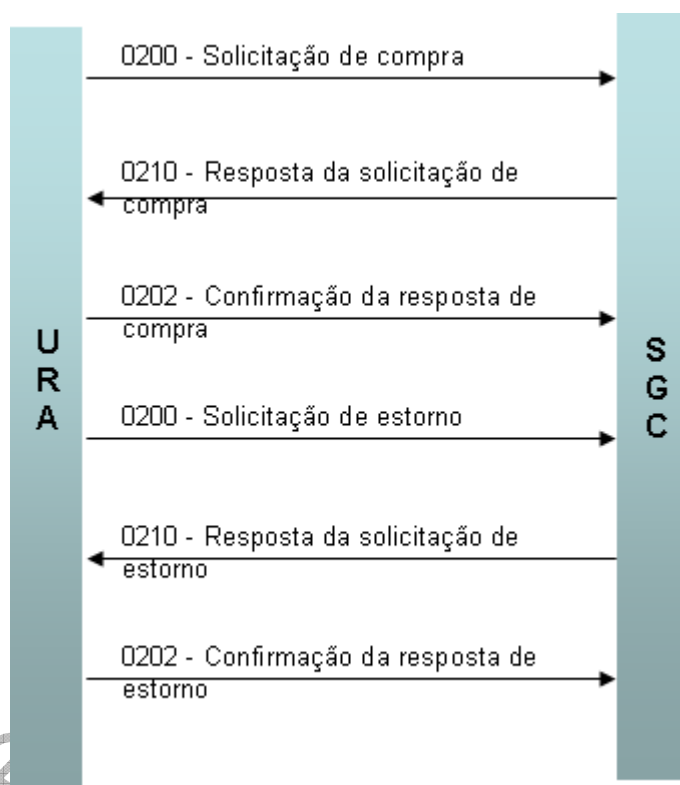 0200 - Solicitação de compra
0210 - Resposta da solicitação de
compra
0202 - Confirmação da resposta de
compra
U
R
A
S
G
C
0200 - Solicitação de estorno
0210 - Resposta da solicitação de
estorno
0202 - Confirmação da resposta de
estorno